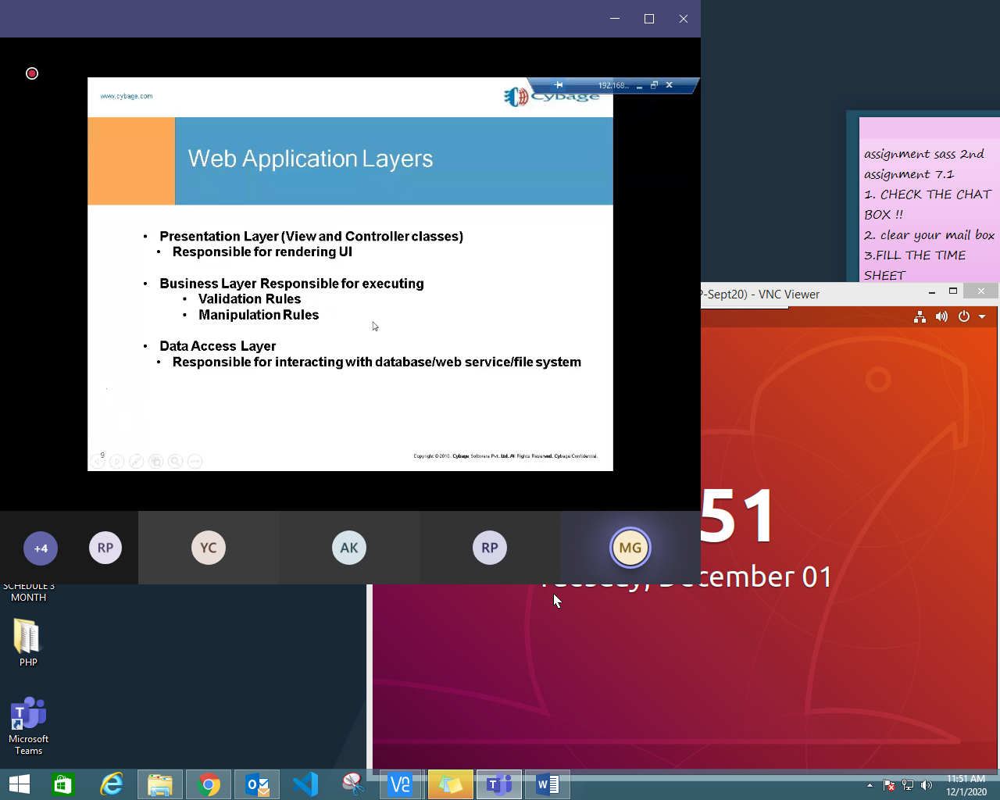 192.168...
www.cybage.com
Cybage
Web Application Layers
• Presentation Layer (View and Controller classes)
• Responsible for rendering UI
• Business Layer Responsible for executing
• Validation Rules
• Manipulation Rules
• Data Access Layer
• Responsible for interacting with database/web service/file system
9
Copyright © 2010. Cybage Software Pvt. Ltd. All Rights Reserved. Cybage Confidential.
+4
RP
YC
AK
RP
MG
assignment sass 2nd
assignment 7.1
1. CHECK THE CHAT
BOX !!
2. clear your mail box
3.FILL THE TIME
SHEET
P-Sept20) - VNC Viewer
51
Tuesday, December 01
SCHEDULE 3
MONTH
PHP
Microsoft
Teams
11:51 AM
12/1/2020